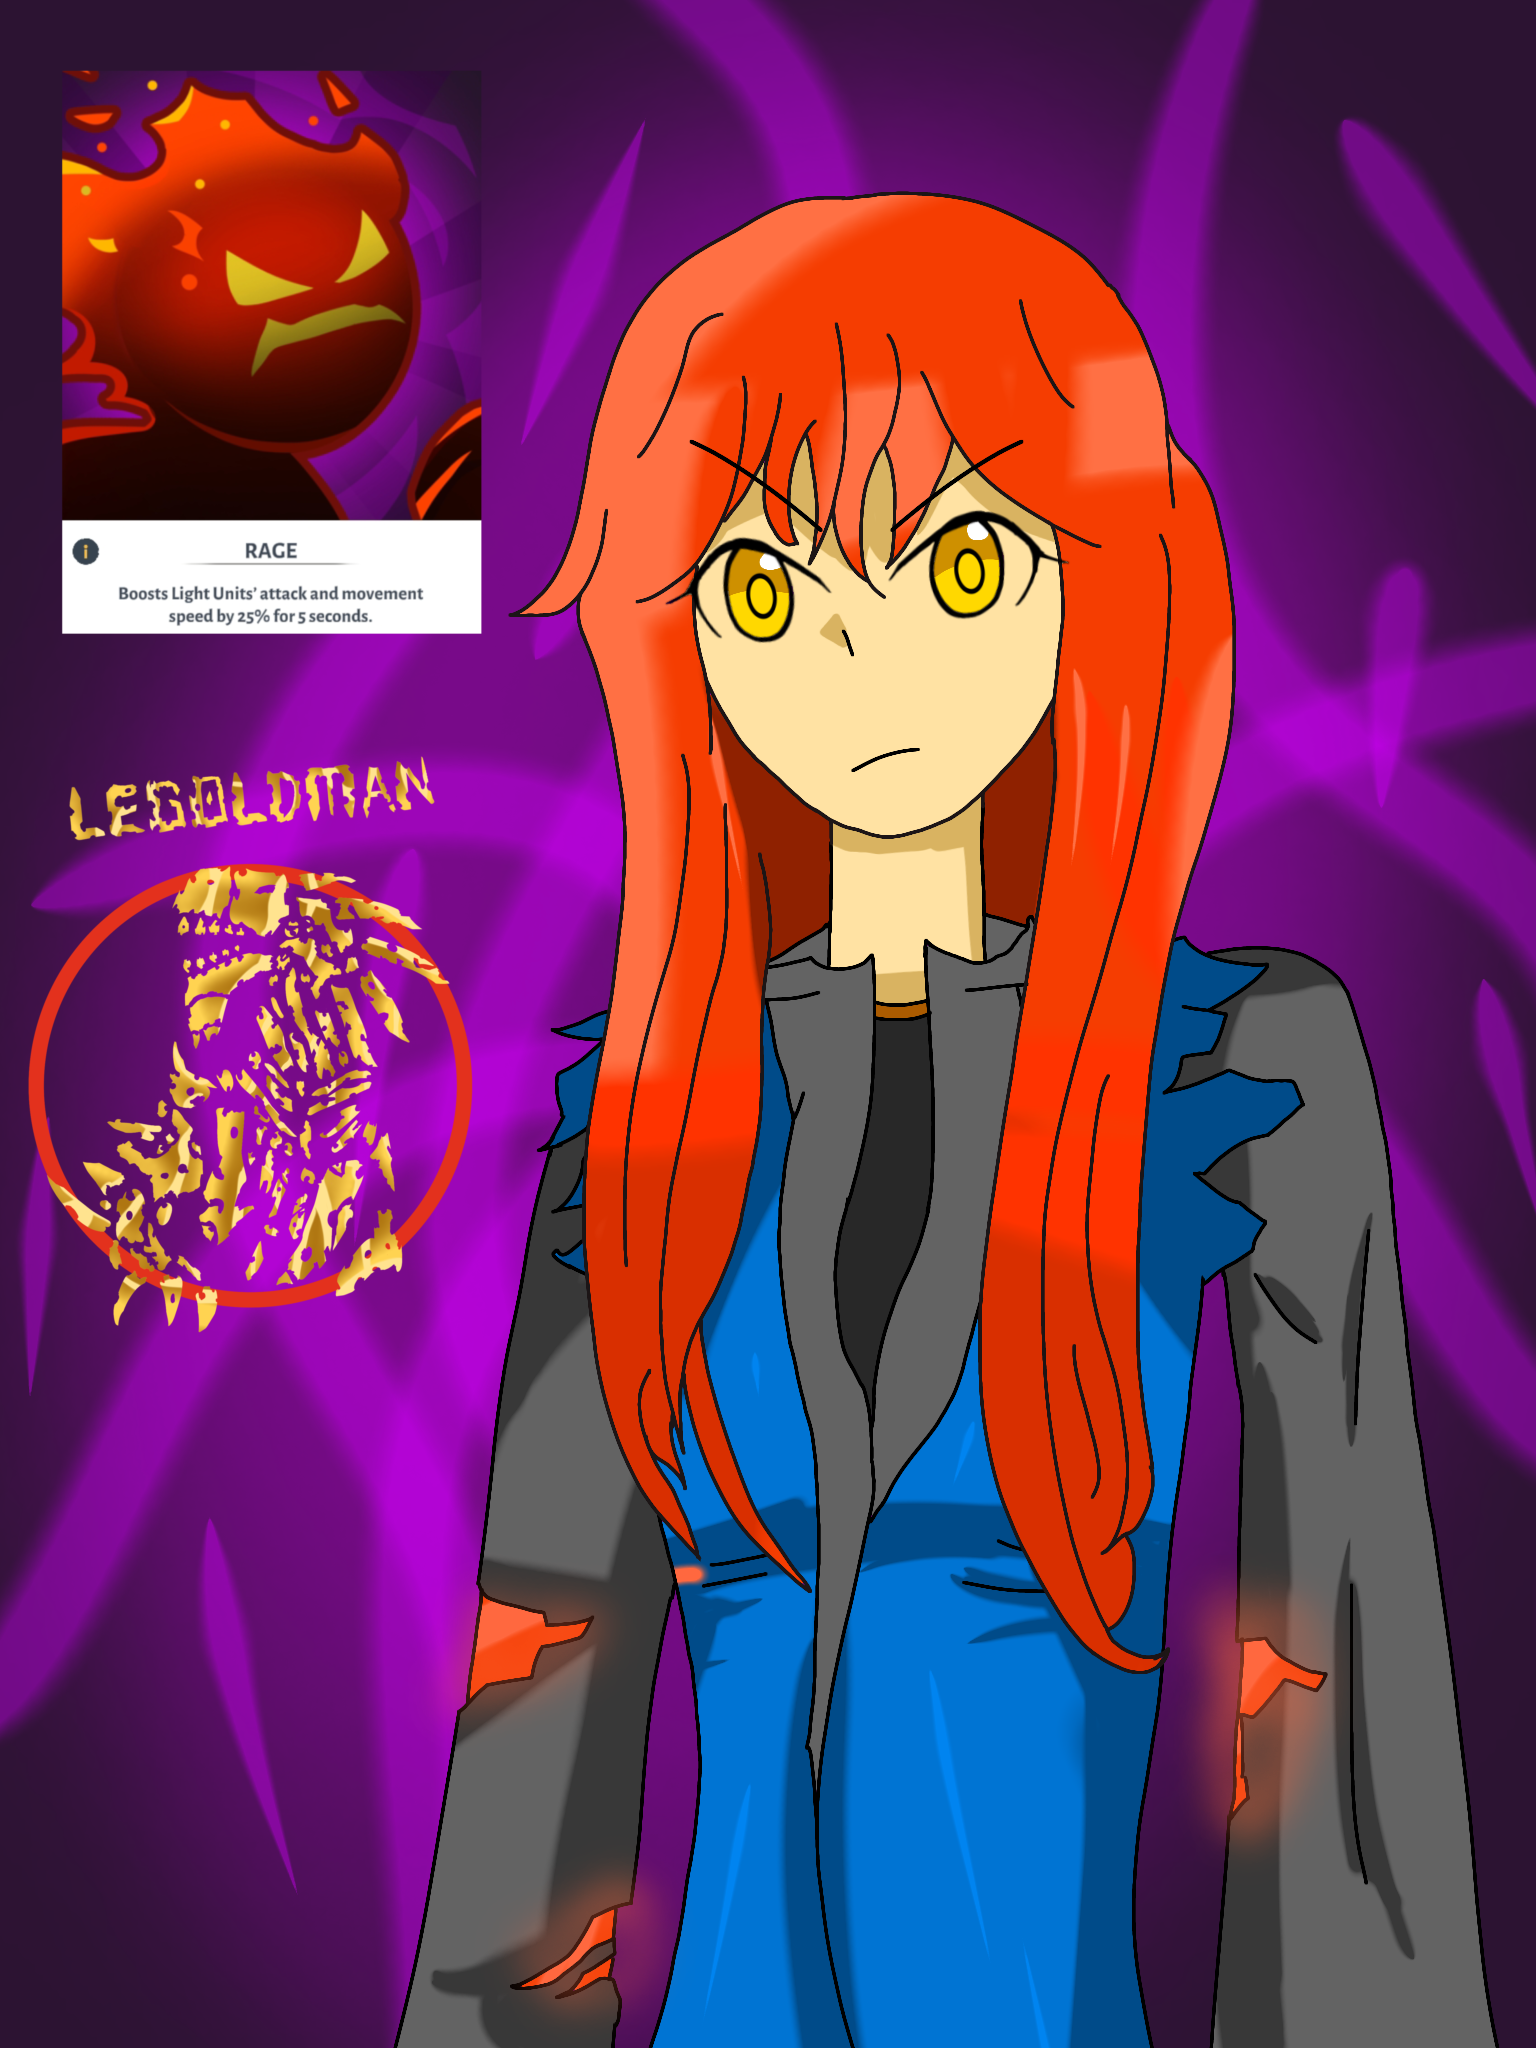 RAGE
Boosts Light Units' attack and movement
speed by 25% for 5 seconds.
LEGOLDMAN